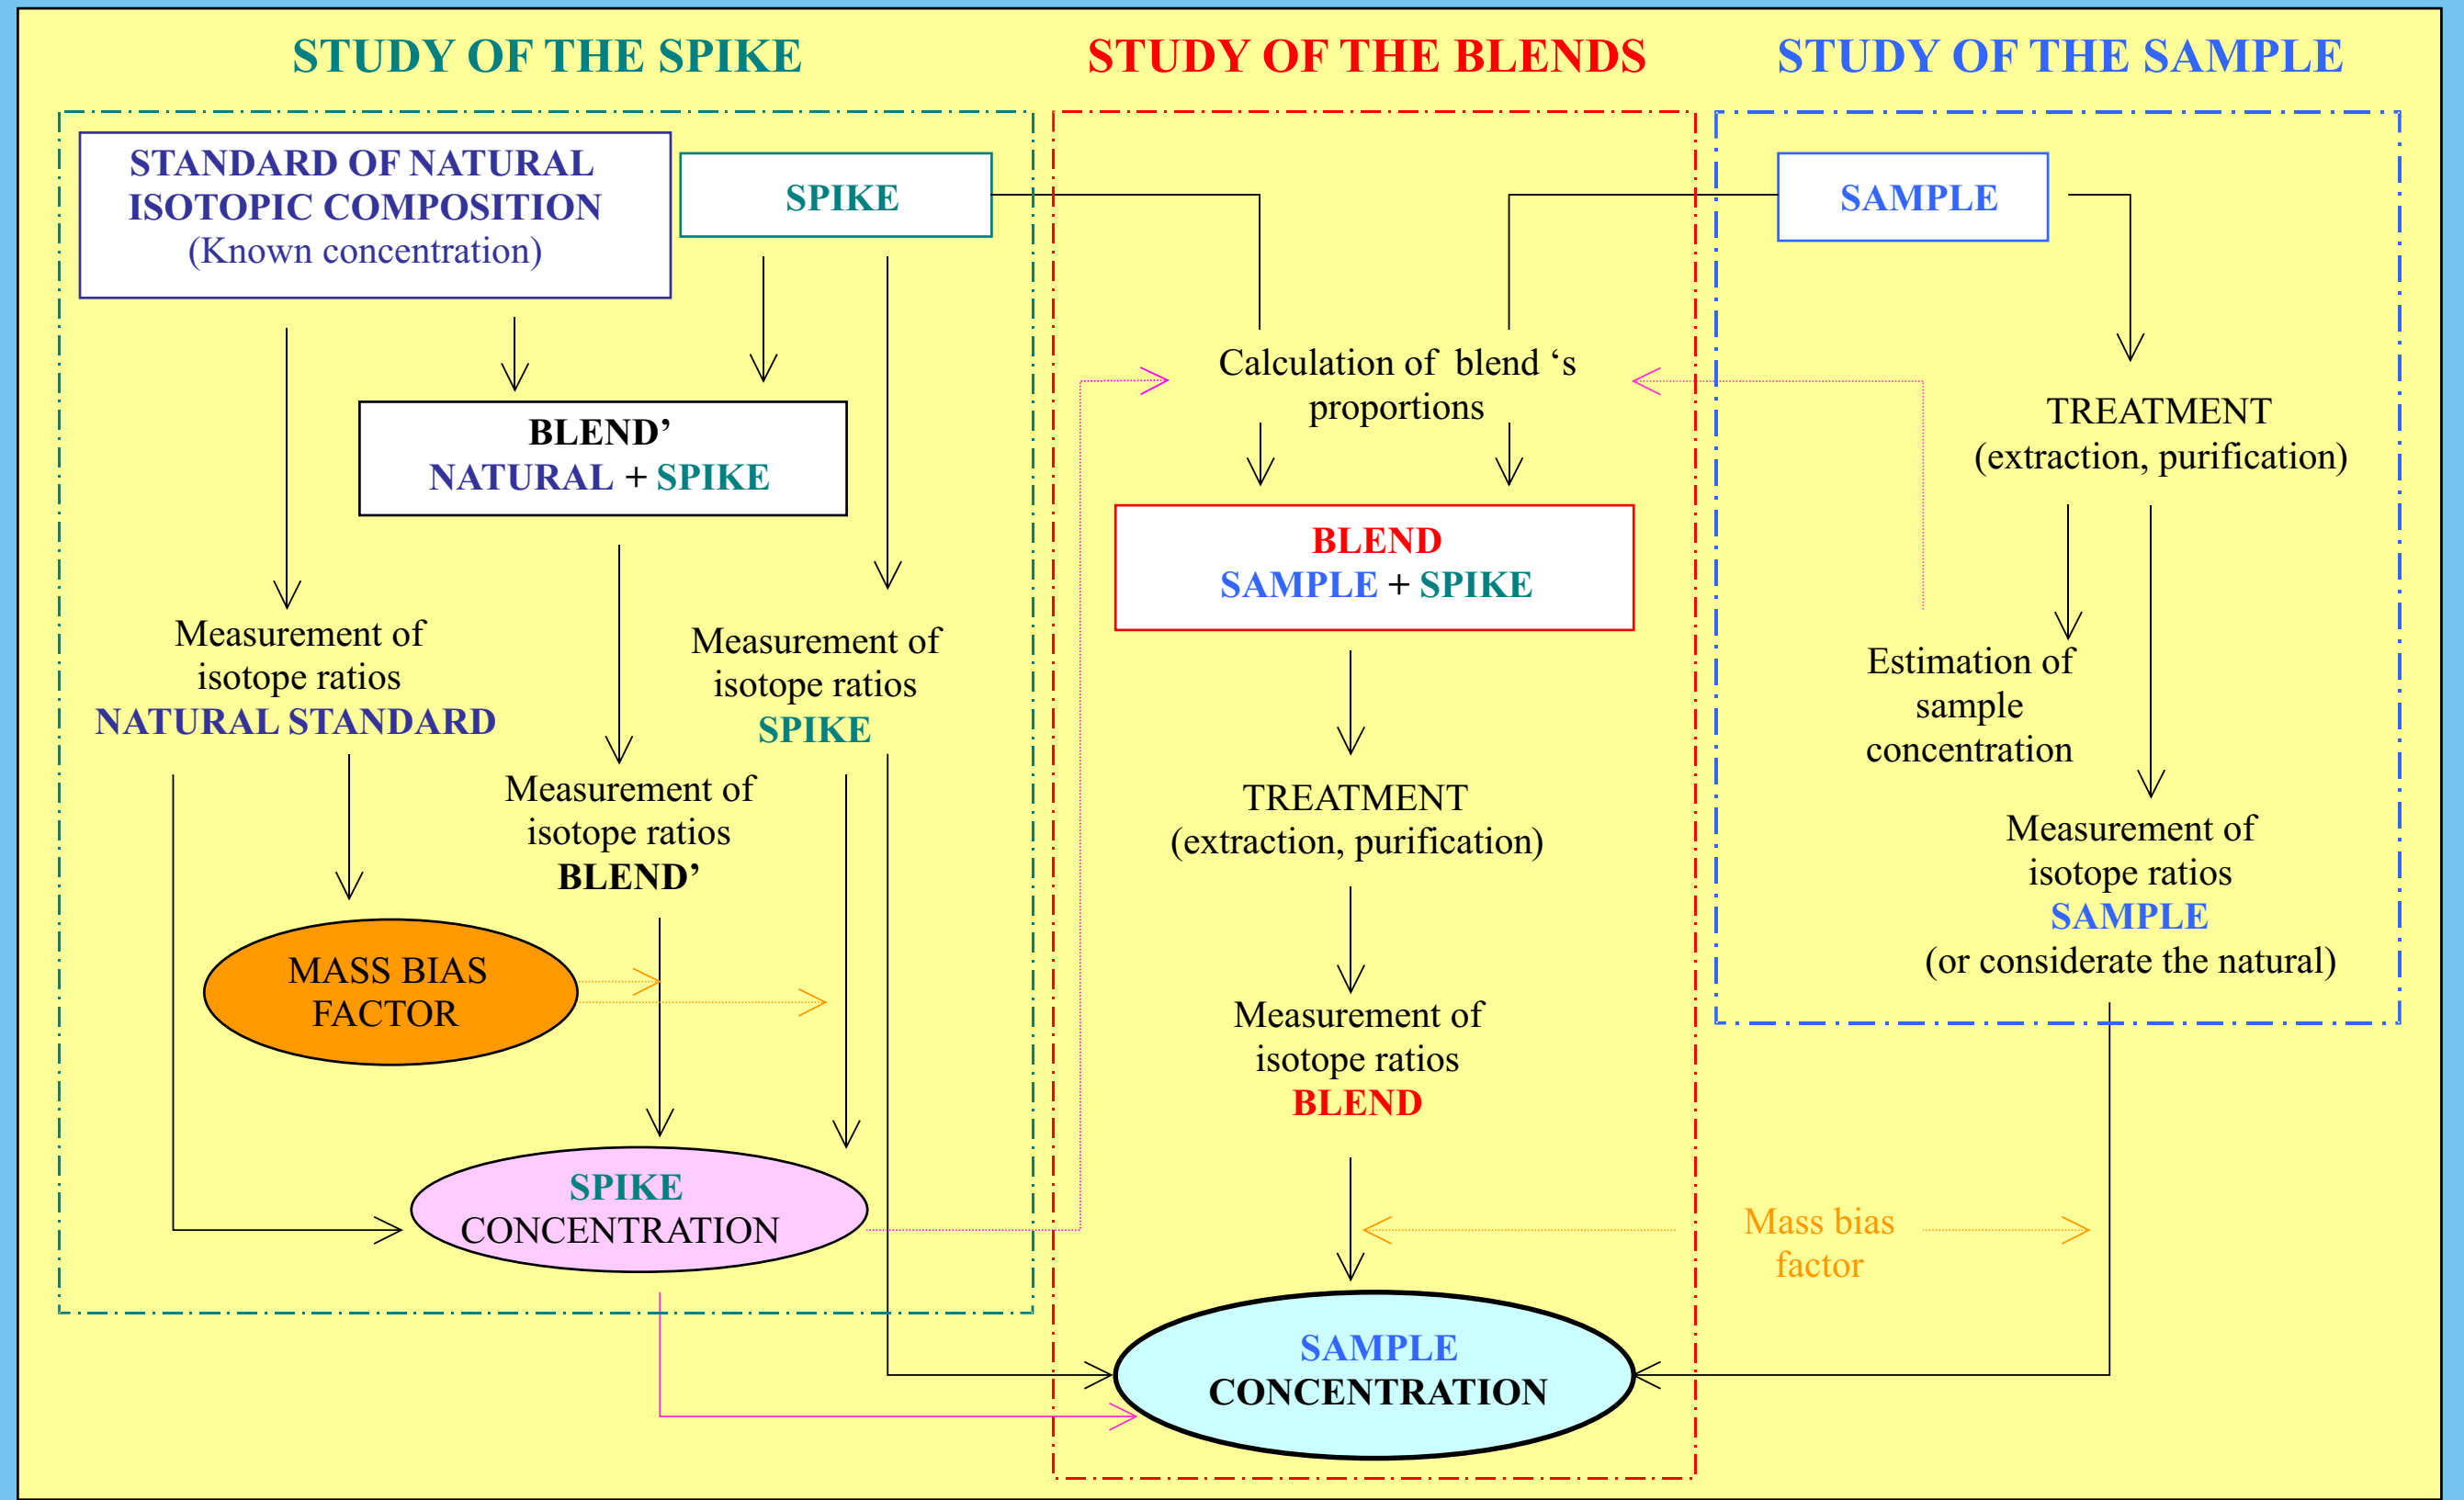 STUDY OF THE SPIKE
STANDARD OF NATURAL
ISOTOPIC COMPOSITION
(Known concentration)
SPIKE
BLEND’
NATURAL + SPIKE
Measurement of
isotope ratios
NATURAL STANDARD
Measurement of
isotope ratios
SPIKE
Measurement of
isotope ratios
BLEND’
MASS BIAS
FACTOR
SPIKE
CONCENTRATION
STUDY OF THE BLENDS
Calculation of blend ‘s
proportions
BLEND
SAMPLE + SPIKE
TREATMENT
(extraction, purification)
Measurement of
isotope ratios
BLEND
SAMPLE
CONCENTRATION
STUDY OF THE SAMPLE
SAMPLE
TREATMENT
(extraction, purification)
Estimation of
sample
concentration
Measurement of
isotope ratios
SAMPLE
(or considerate the natural)
Mass bias
factor